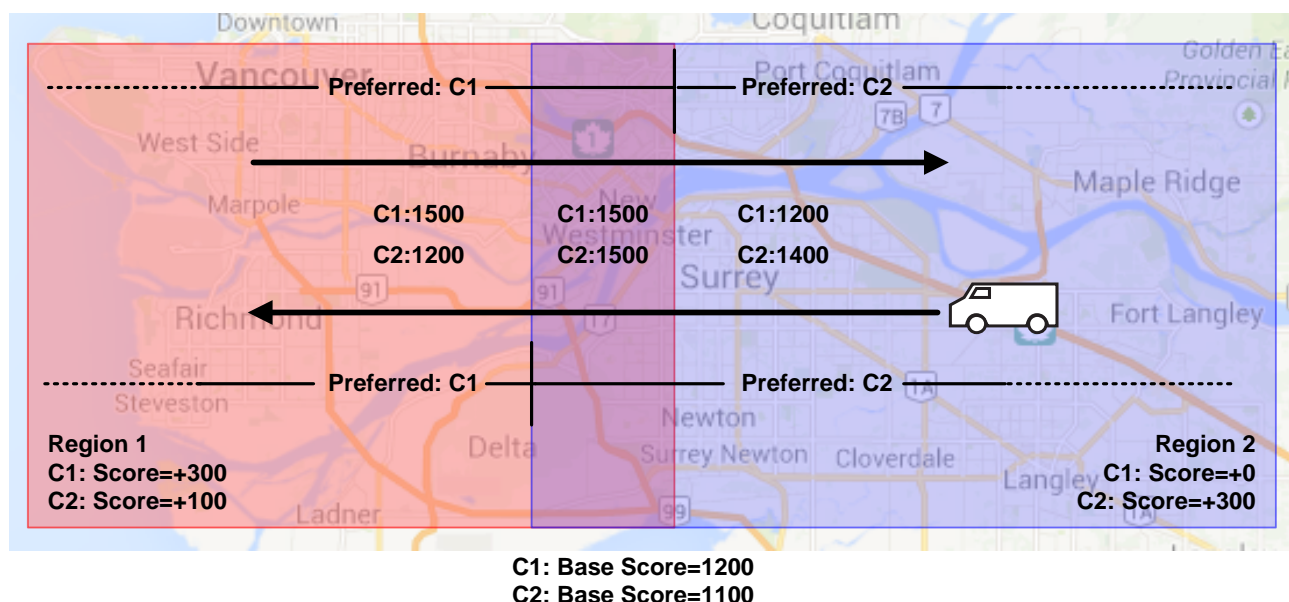 Downtown
Coquitlam
Golden Ea
Vancouver
Port Coquitlam
Provincial
Preferred: C1
Preferred: C2
7B
7
West Side
1
Burnaby
Maple Ridge
Marpole
New
C1:1500
C1:1500
C1:1200
Westminster
C2:1200
C2:1500
C2:1400
Surrey
91
91
Richmond
17
Fort Langley
Seafair
Preferred: C1
Preferred: C2
1A
Steveston
Newton
Region 1
Delta
Surrey Newton
Cloverdale
Region 2
C1: Score=+300
C1: Score=+0
Langley
C2: Score=+100
C2: Score=+300
Ladner
99
1A
C1: Base Score=1200
C2: Base Score=1100